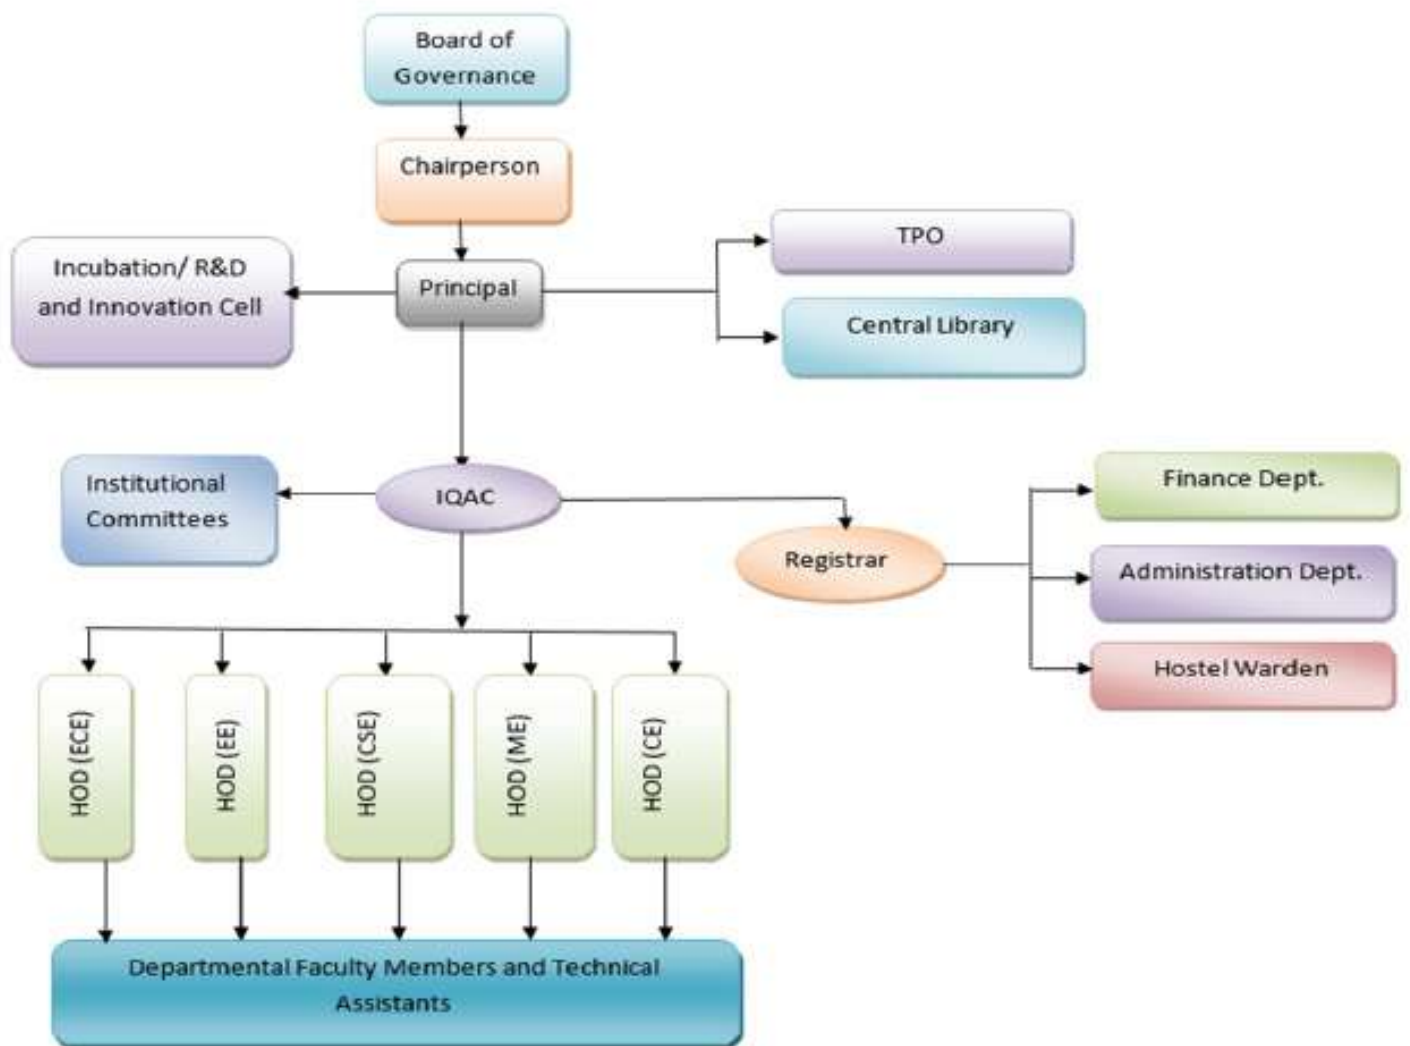 Board of
Governance
Chairperson
Principal
Incubation/ R&D
and Innovation Cell
TPO
Central Library
Institutional
Committees
IQAC
Registrar
Finance Dept.
Administration Dept.
Hostel Warden
HOD (ECE)
HOD (EE)
HOD (CSE)
HOD (ME)
HOD (CE)
Departmental Faculty Members and Technical
Assistants